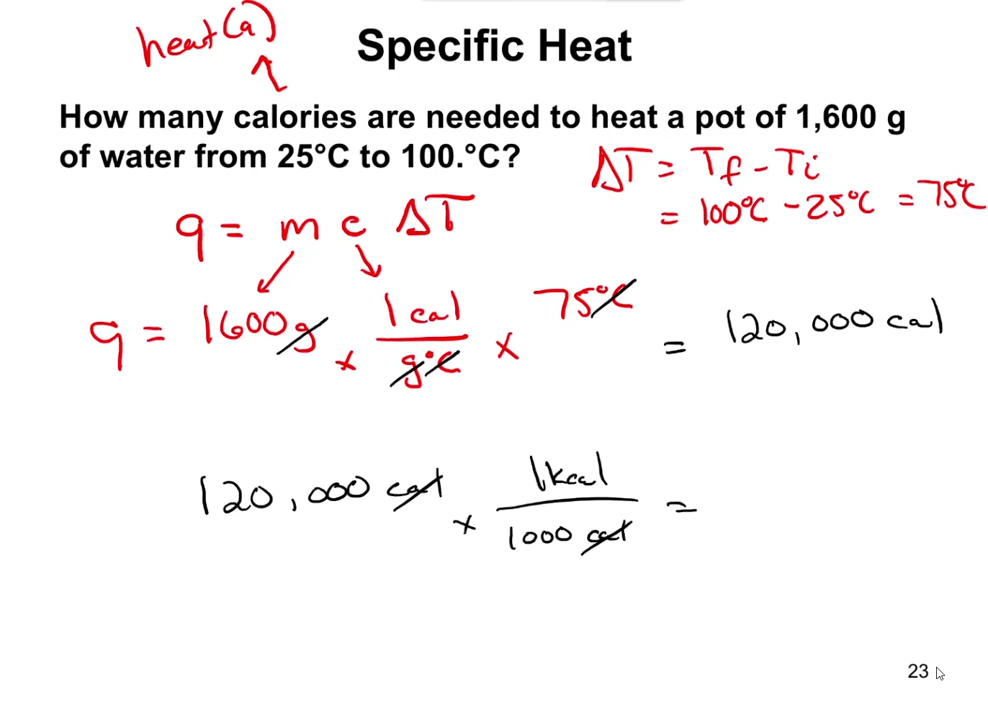 heat (q)
Specific Heat
How many calories are needed to heat a pot of 1,600 g
of water from 25°C to 100.°C?
ΔT = Tf - Ti
= 100°C - 25°C = 75°C
q = m c ΔT
q = 1600g × 1 cal / g°C × 75°C = 120,000 cal
120,000 cal × 1 kcal / 1000 cal =
23